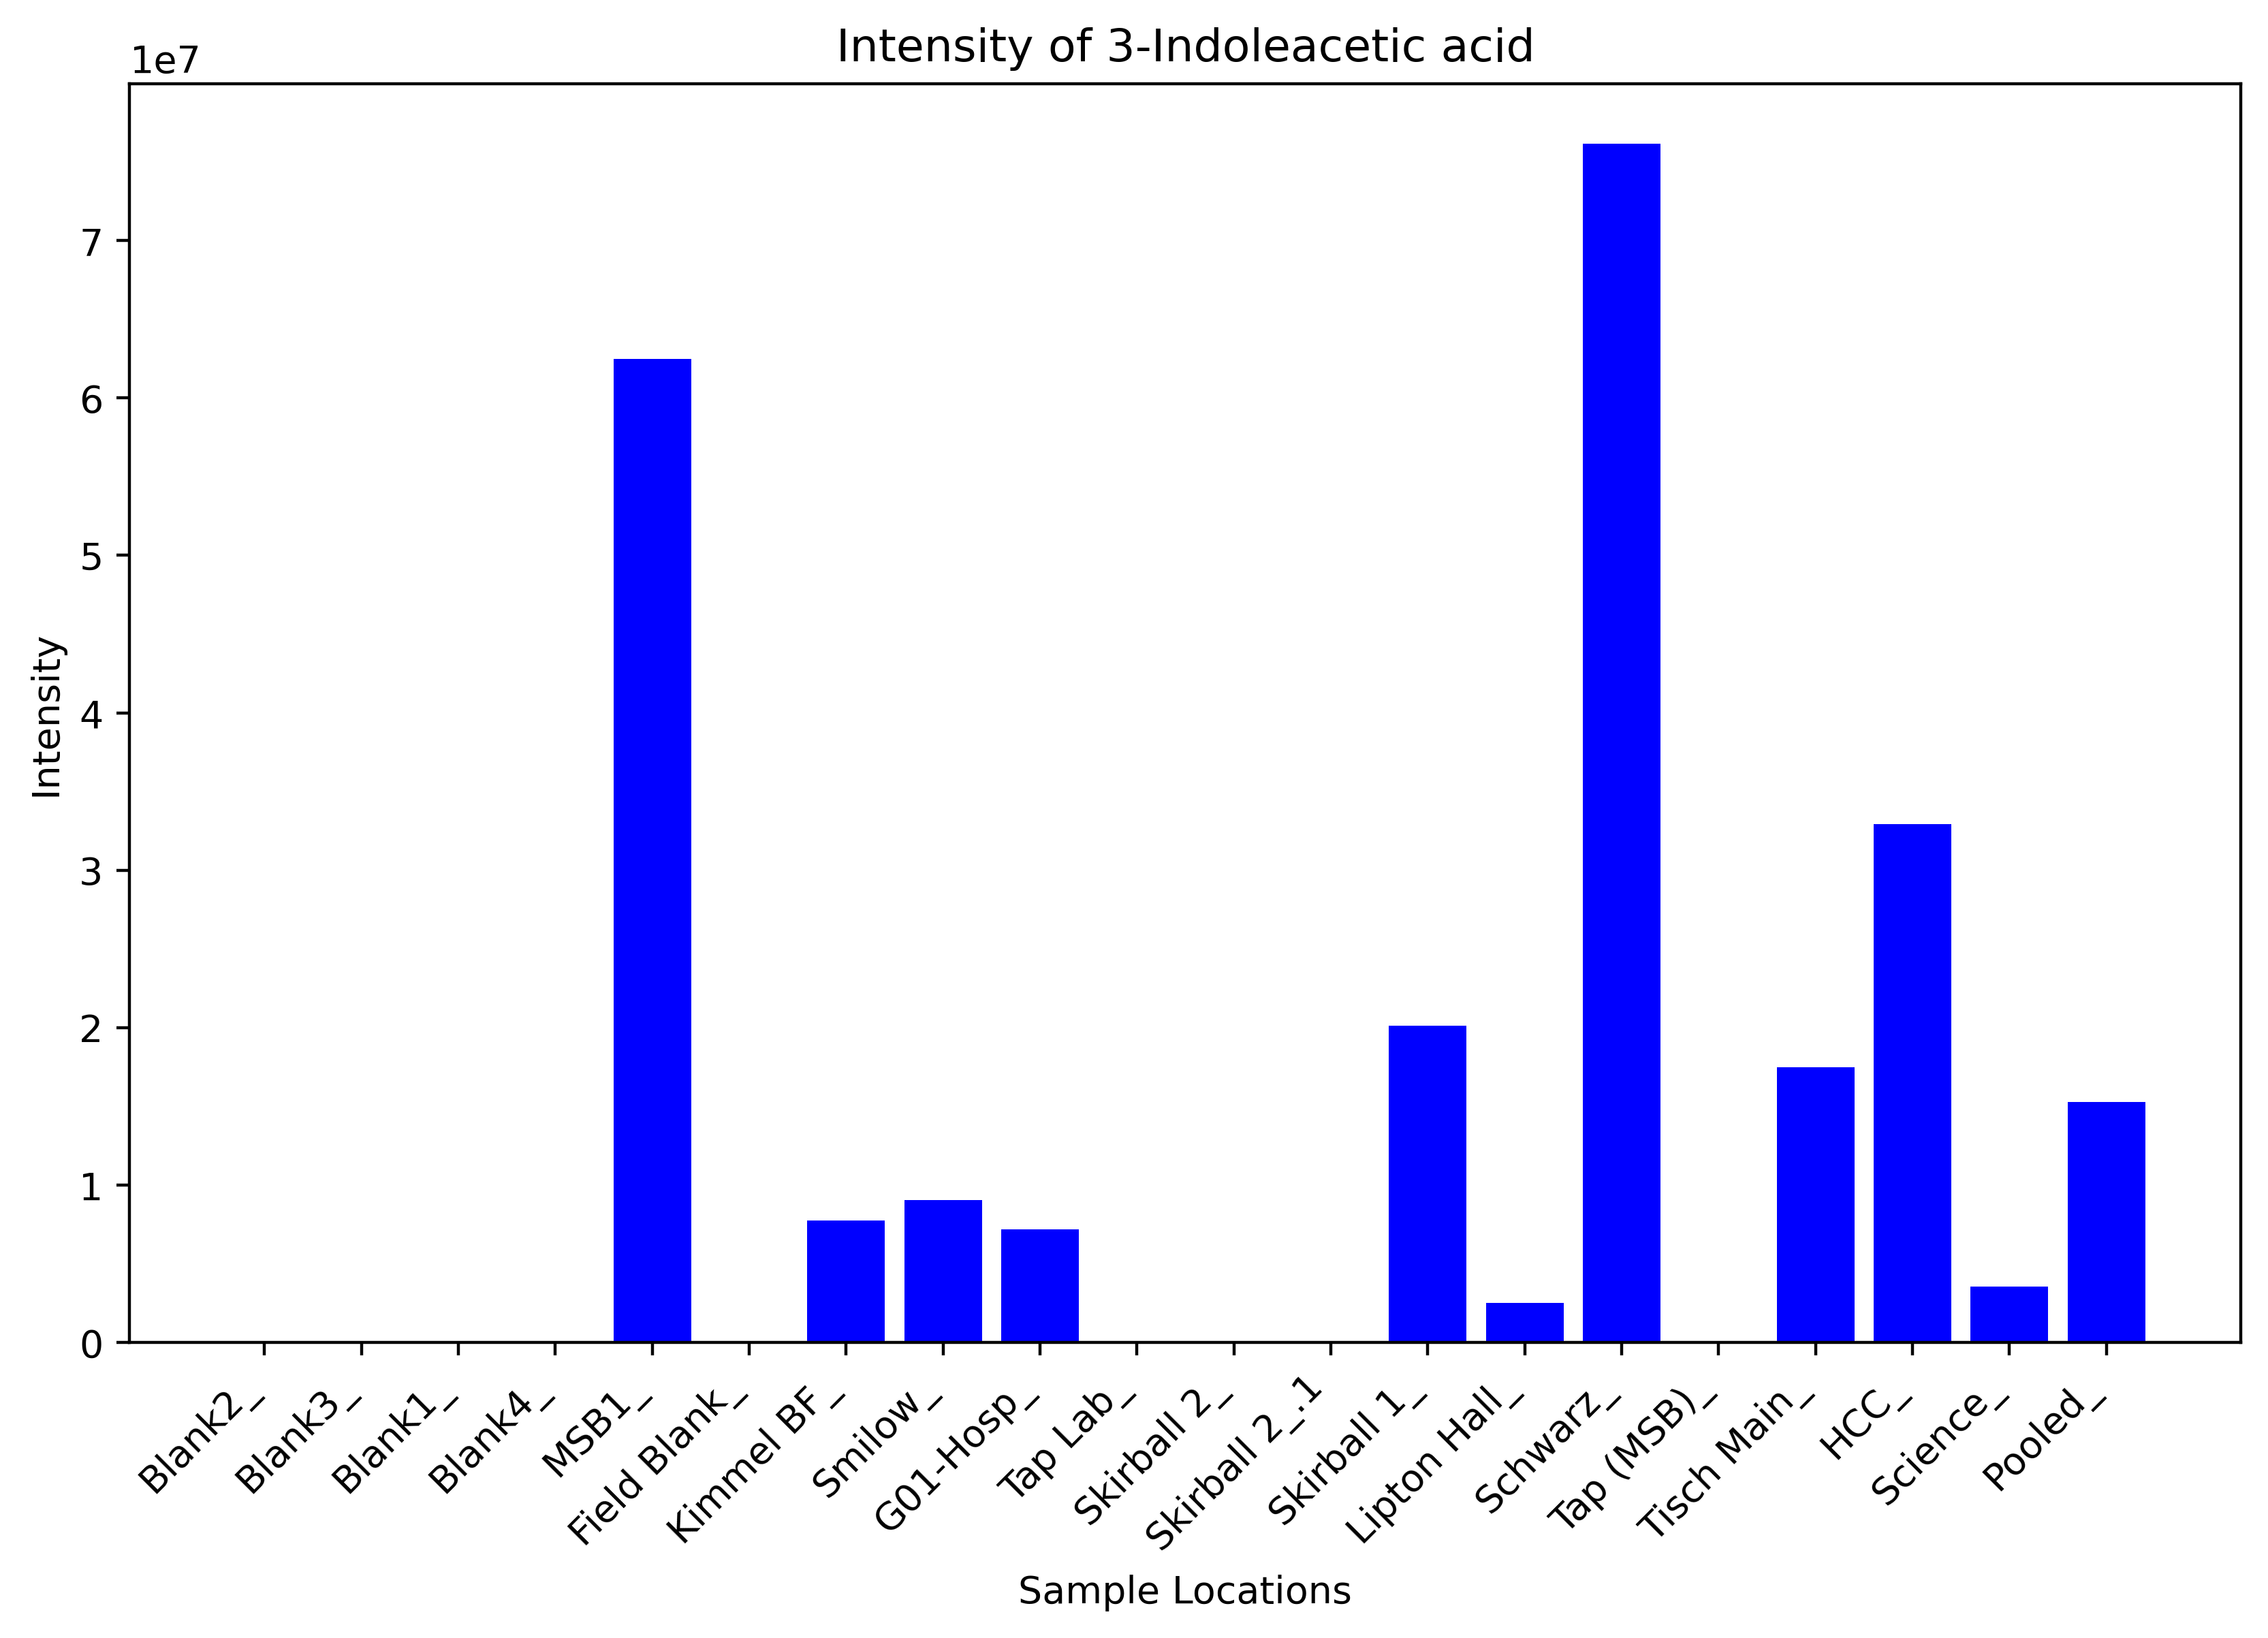 Intensity of 3-Indoleacetic acid
1e7
7
6
5
4
3
2
1
0
Intensity
Blank2_
Blank3_
Blank1_
Blank4_
MSB1_
Field Blank_
Kimmel BF_
Smilow_
G01-Hosp_
Tap Lab_
Skirball 2_
Skirball 2_.1
Skirball 1_
Lipton Hall_
Schwarz_
Tap (MSB)_
Tisch Main_
HCC_
Science_
Pooled_
Sample Locations